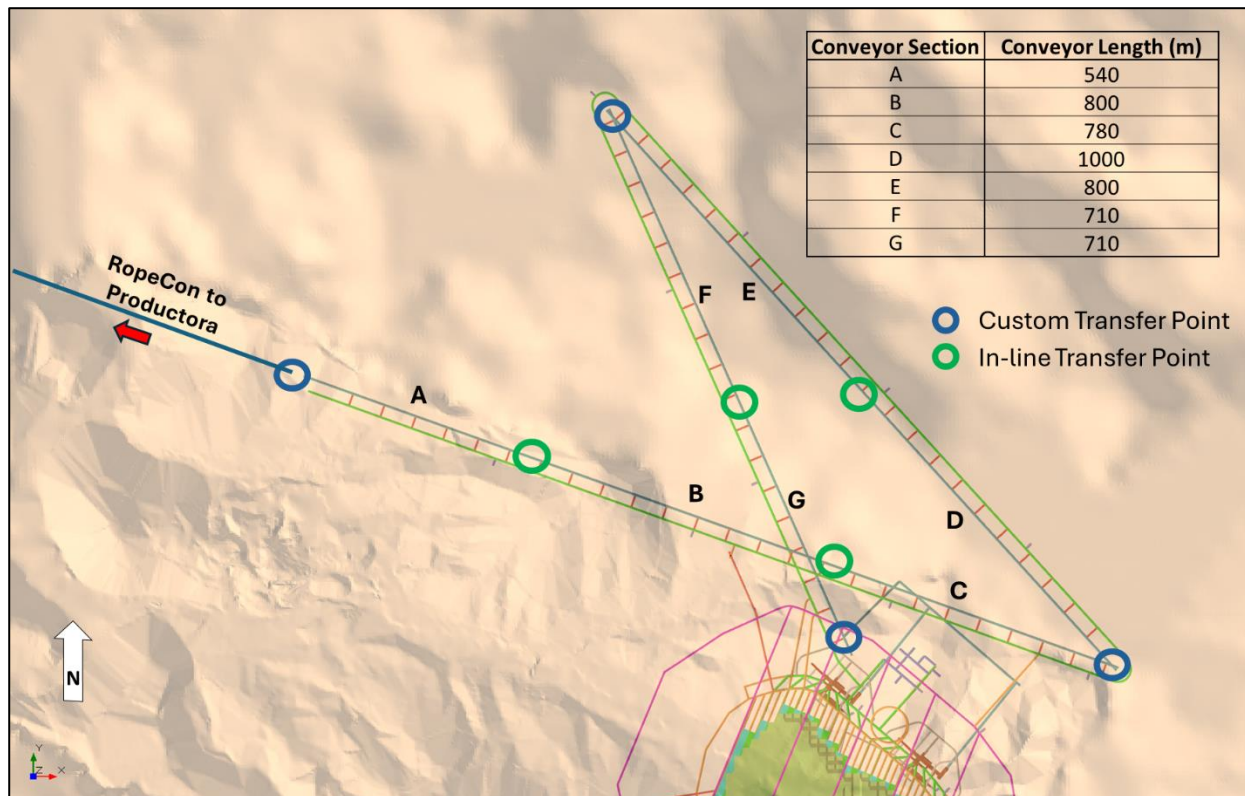 Conveyor Section Conveyor Length (m)
A 540
B 800
C 780
D 1000
E 800
F 710
G 710
RopeCon to
Productora
F
E
Custom Transfer Point
In-line Transfer Point
A
B
G
D
C
N
Y
Z X